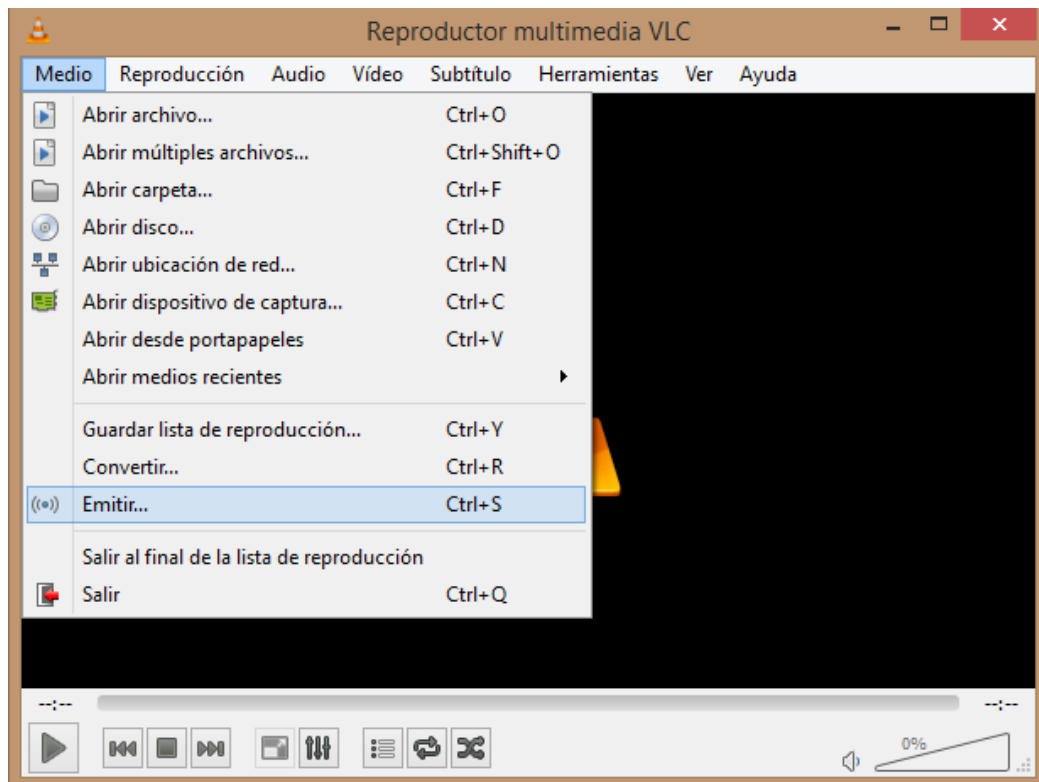 Reproductor multimedia VLC
Medio Reproducción Audio Vídeo Subtítulo Herramientas Ver Ayuda
Abrir archivo... Ctrl+O
Abrir múltiples archivos... Ctrl+Shift+O
Abrir carpeta... Ctrl+F
Abrir disco... Ctrl+D
Abrir ubicación de red... Ctrl+N
Abrir dispositivo de captura... Ctrl+C
Abrir desde portapapeles Ctrl+V
Abrir medios recientes
Guardar lista de reproducción... Ctrl+Y
Convertir... Ctrl+R
Emitir... Ctrl+S
Salir al final de la lista de reproducción
Salir Ctrl+Q
--:-- --:--
0%